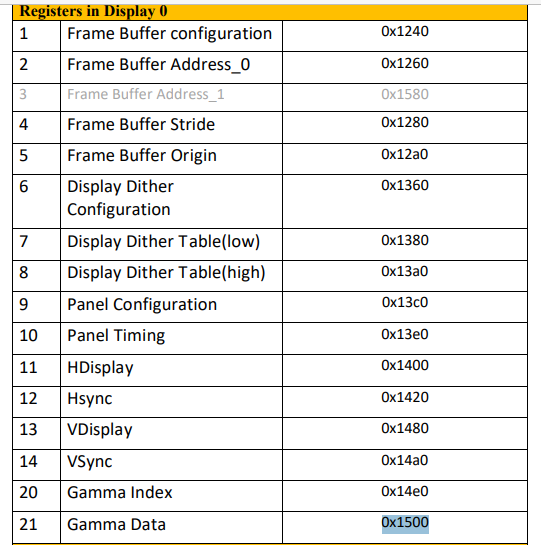 Registers in Display 0
1 Frame Buffer configuration 0x1240
2 Frame Buffer Address_0 0x1260
3 Frame Buffer Address_1 0x1580
4 Frame Buffer Stride 0x1280
5 Frame Buffer Origin 0x12a0
6 Display Dither 0x1360
Configuration
7 Display Dither Table(low) 0x1380
8 Display Dither Table(high) 0x13a0
9 Panel Configuration 0x13c0
10 Panel Timing 0x13e0
11 HDisplay 0x1400
12 Hsync 0x1420
13 VDisplay 0x1480
14 VSync 0x14a0
20 Gamma Index 0x14e0
21 Gamma Data 0x1500